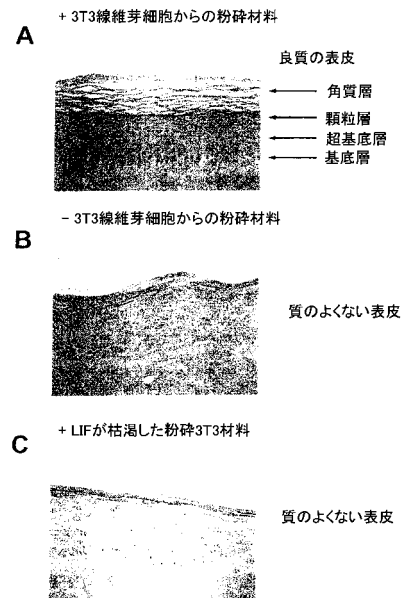 + 3T3線維芽細胞からの粉砕材料
A
良質の表皮
角質層
顆粒層
超基底層
基底層
- 3T3線維芽細胞からの粉砕材料
B
質のよくない表皮
+ LIFが枯渇した粉砕3T3材料
C
質のよくない表皮